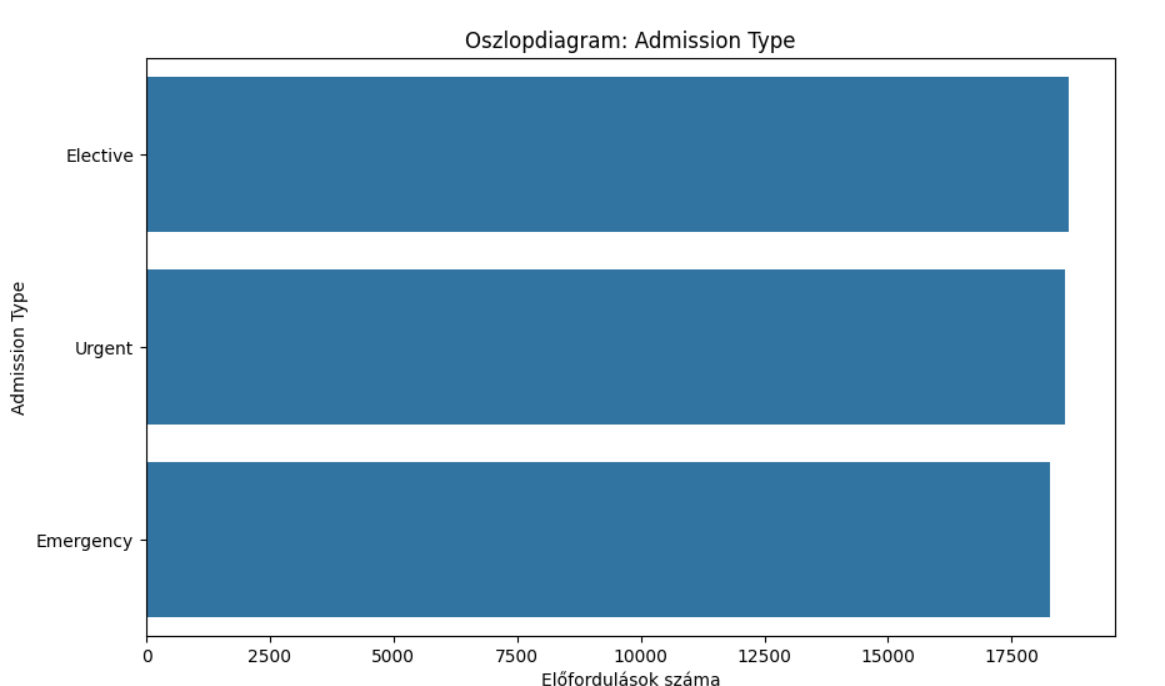 Oszlopdiagram: Admission Type
Elective
Urgent
Emergency
Admission Type
0 2500 5000 7500 10000 12500 15000 17500
Előfordulások száma